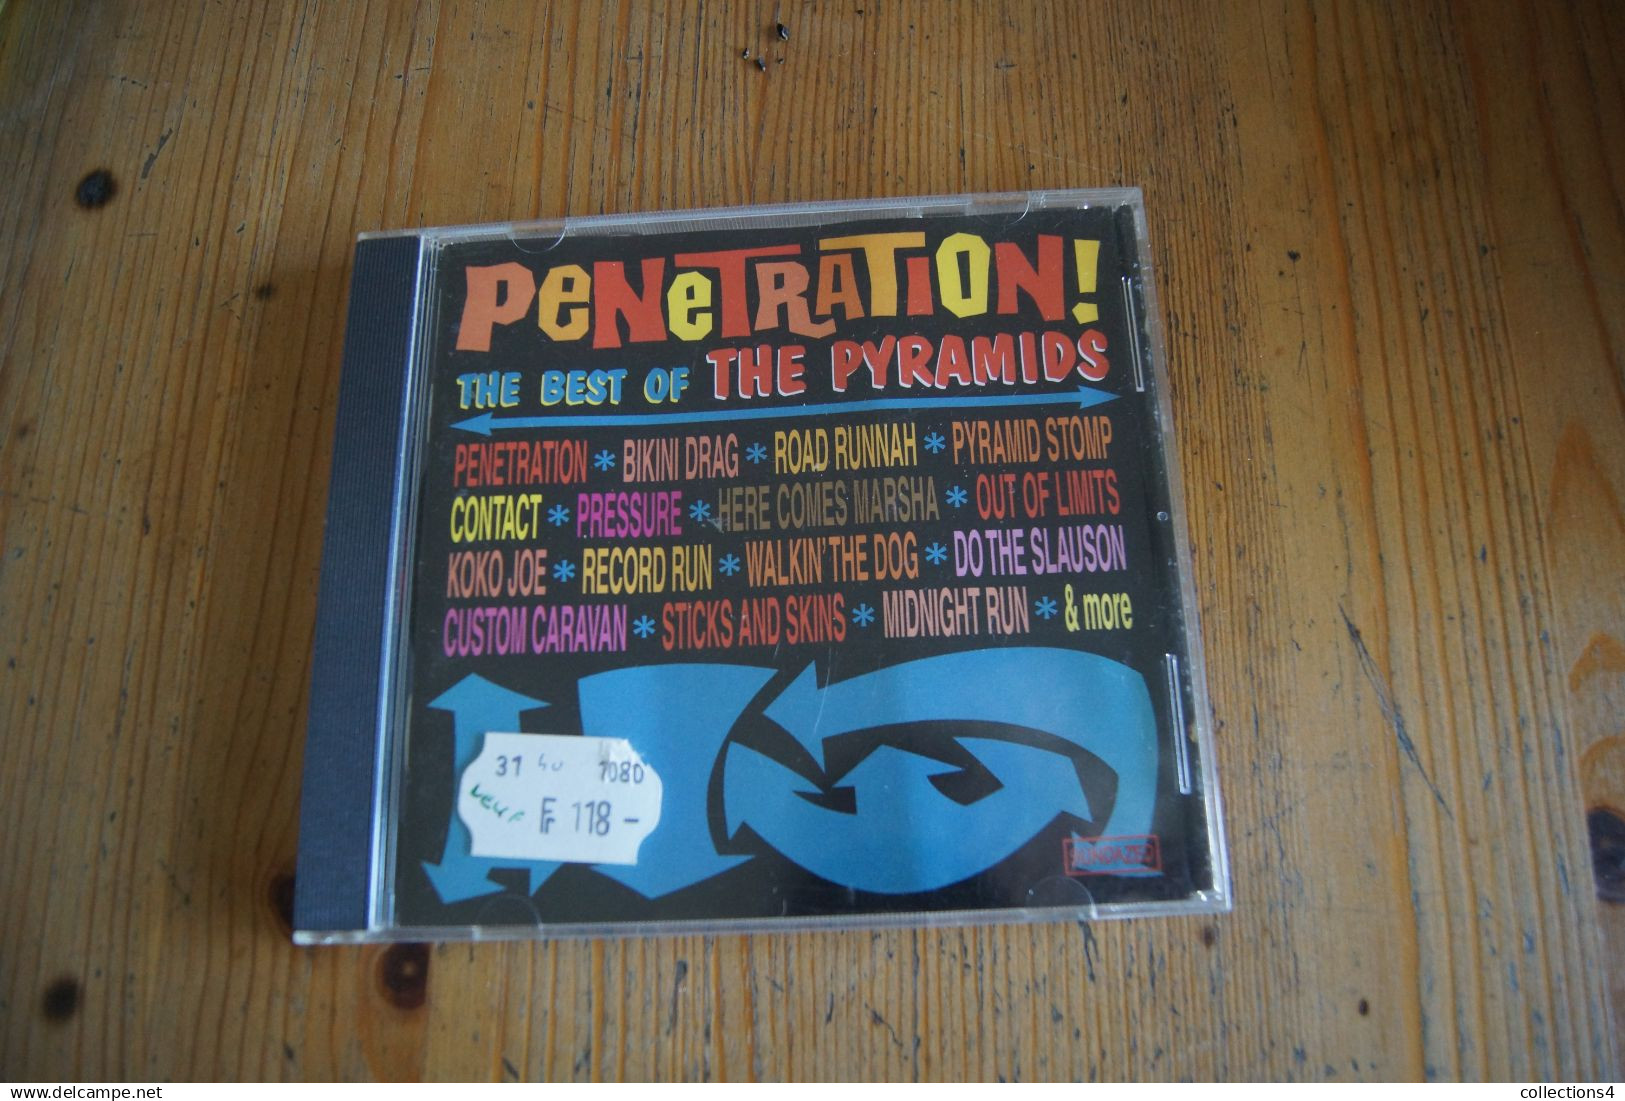 PENETRATION!
THE BEST OF THE PYRAMIDS
PENETRATION * BIKINI DRAG * ROAD RUNNAH * PYRAMID STOMP
CONTACT * PRESSURE * HERE COMES MARSHA * OUT OF LIMITS
KOKO JOE * RECORD RUN * WALKIN' THE DOG * DO THE SLAUSON
CUSTOM CARAVAN * STICKS AND SKINS * MIDNIGHT RUN * & more
31 7080
F 118 -
SUNDAZED
https://www.delcampe.net
collections4